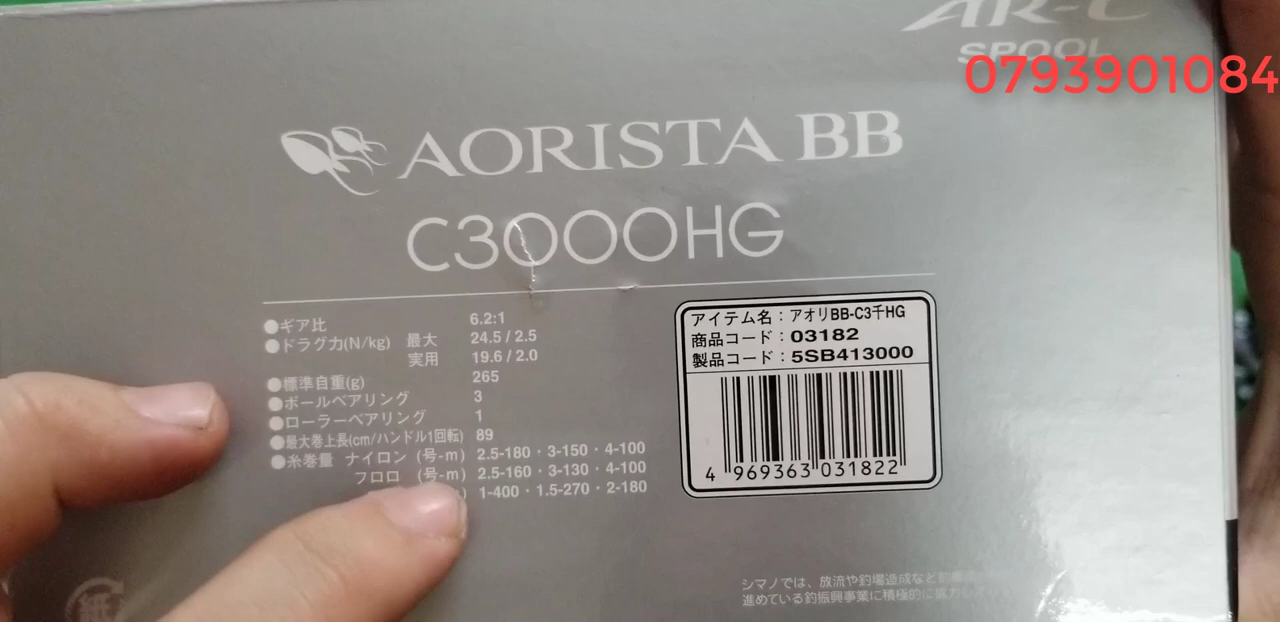 AR-C
SPOOL
0793901084
AORISTA BB
C3000HG
●ギア比 6.2:1
●ドラグ力(N/kg) 最大 24.5 / 2.5
実用 19.6 / 2.0
●標準自重(g) 265
●ボールベアリング 3
●ローラーベアリング 1
●最大巻上長(cm/ハンドル1回転) 89
●糸巻量 ナイロン (号-m) 2.5-180・3-150・4-100
フロロ (号-m) 2.5-160・3-130・4-100
) 1-400・1.5-270・2-180
アイテム名：アオリBB-C3千HG
商品コード：03182
製品コード：5SB413000
4 969363 031822
シマノでは、放流や釣場造成など
進めている釣振興事業に積極的に協力
紙